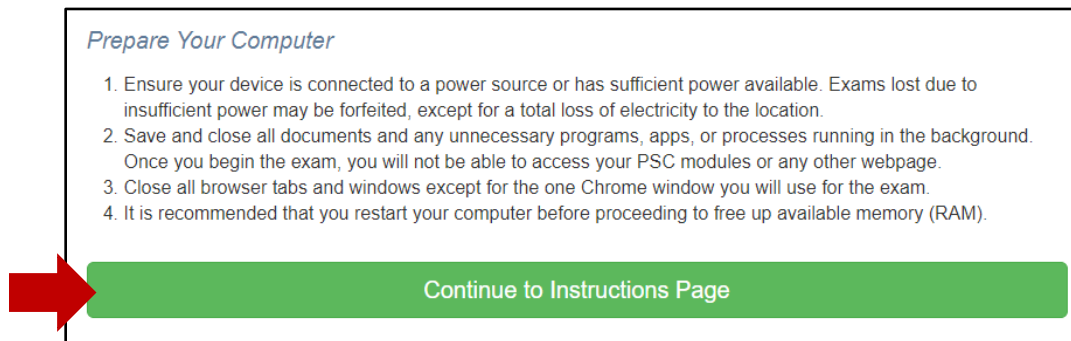 Prepare Your Computer
1. Ensure your device is connected to a power source or has sufficient power available. Exams lost due to
insufficient power may be forfeited, except for a total loss of electricity to the location.
2. Save and close all documents and any unnecessary programs, apps, or processes running in the background.
Once you begin the exam, you will not be able to access your PSC modules or any other webpage.
3. Close all browser tabs and windows except for the one Chrome window you will use for the exam.
4. It is recommended that you restart your computer before proceeding to free up available memory (RAM).
Continue to Instructions Page